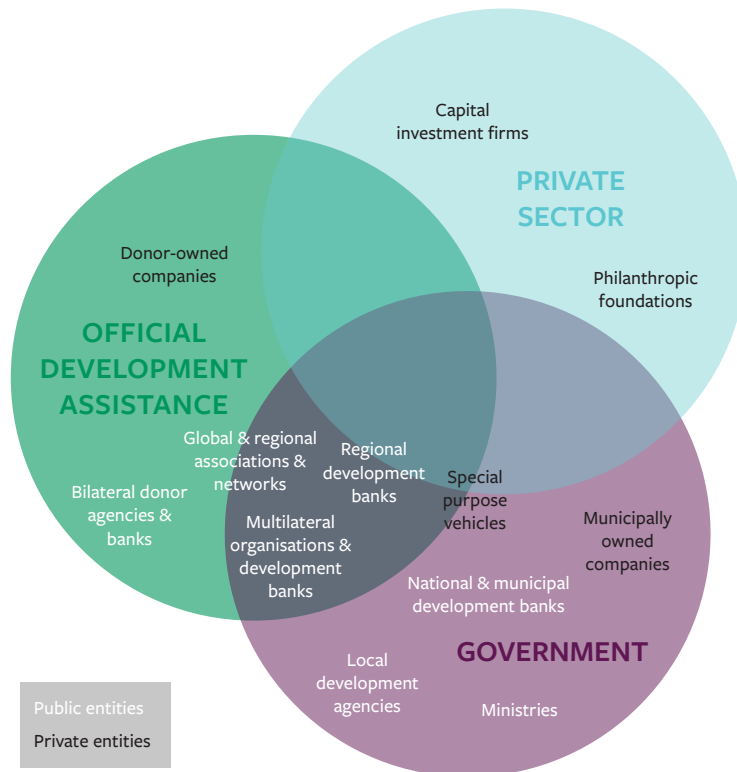 Capital
investment firms
PRIVATE
SECTOR
Donor-owned
companies
Philanthropic
foundations
OFFICIAL
DEVELOPMENT
ASSISTANCE
Global & regional
associations &
networks
Regional
development
banks
Special
purpose
vehicles
Bilateral donor
agencies &
banks
Multilateral
organisations &
development
banks
Municipally
owned
companies
National & municipal
development banks
GOVERNMENT
Local
development
agencies
Ministries
Public entities
Private entities